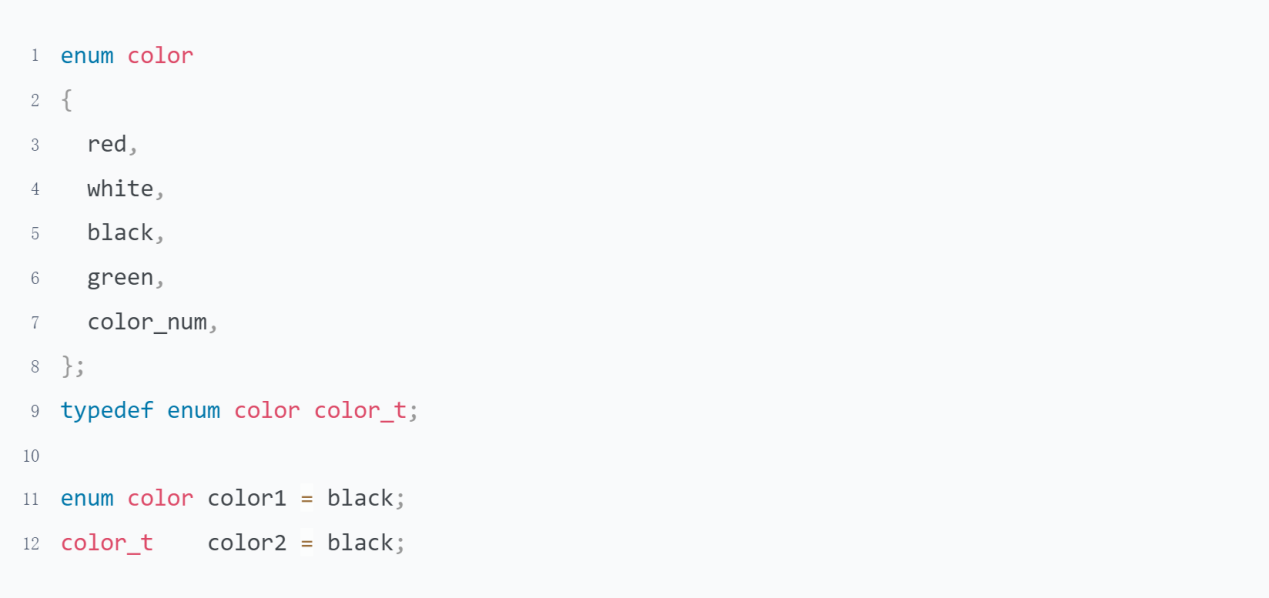 1 enum color
2 {
3   red,
4   white,
5   black,
6   green,
7   color_num,
8 };
9 typedef enum color color_t;
10
11 enum color color1 = black;
12 color_t    color2 = black;